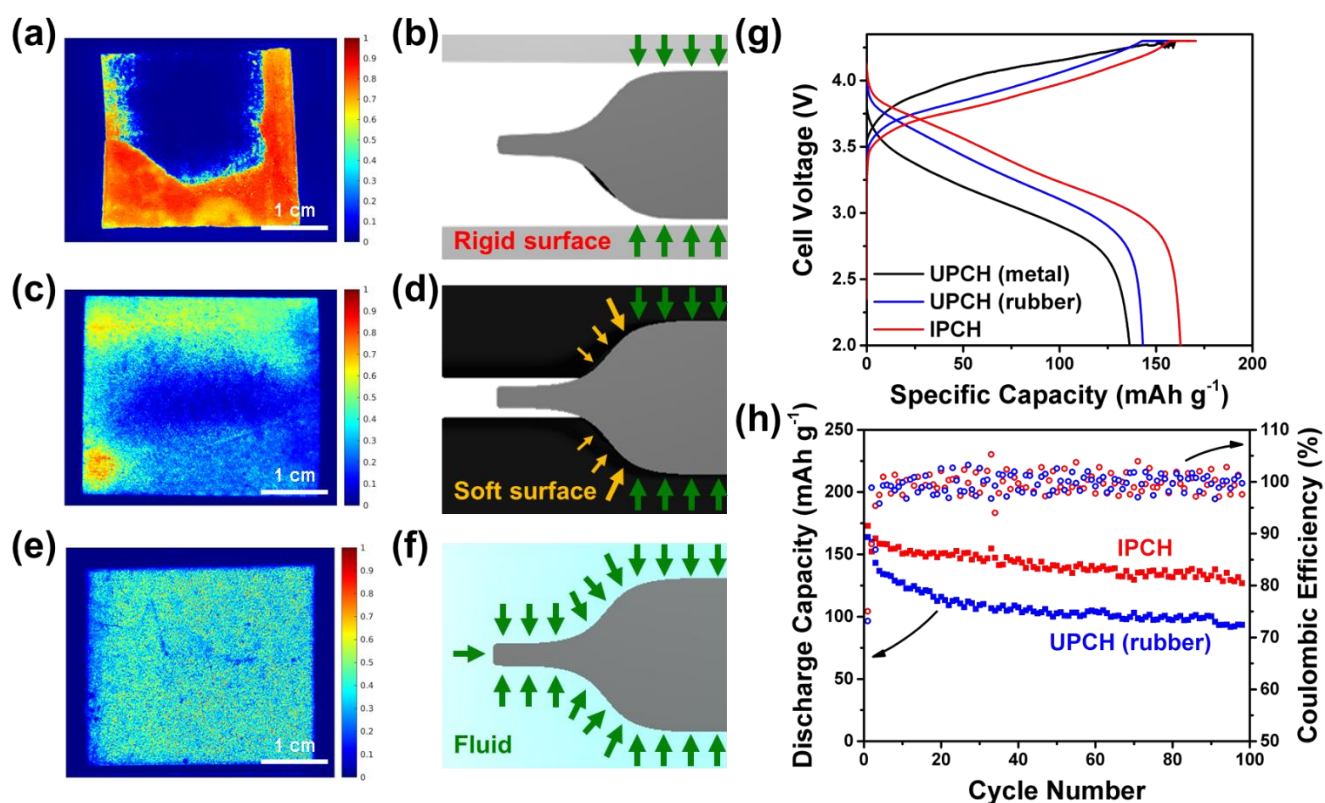 (a)
1
0.9
0.8
0.7
0.6
0.5
0.4
0.3
0.2
0.1
0
1 cm
(b)
Rigid surface
(c)
1
0.9
0.8
0.7
0.6
0.5
0.4
0.3
0.2
0.1
0
1 cm
(d)
Soft surface
(e)
1
0.9
0.8
0.7
0.6
0.5
0.4
0.3
0.2
0.1
0
1 cm
(f)
Fluid
(g)
Cell Voltage (V)
4.0
3.5
3.0
2.5
2.0
UPCH (metal)
UPCH (rubber)
IPCH
0 50 100 150 200
Specific Capacity (mAh g⁻¹)
(h)
Discharge Capacity (mAh g⁻¹)
250
200
150
100
50
0
IPCH
UPCH (rubber)
110
100
90
80
70
60
50
Coulombic Efficiency (%)
0 20 40 60 80 100
Cycle Number